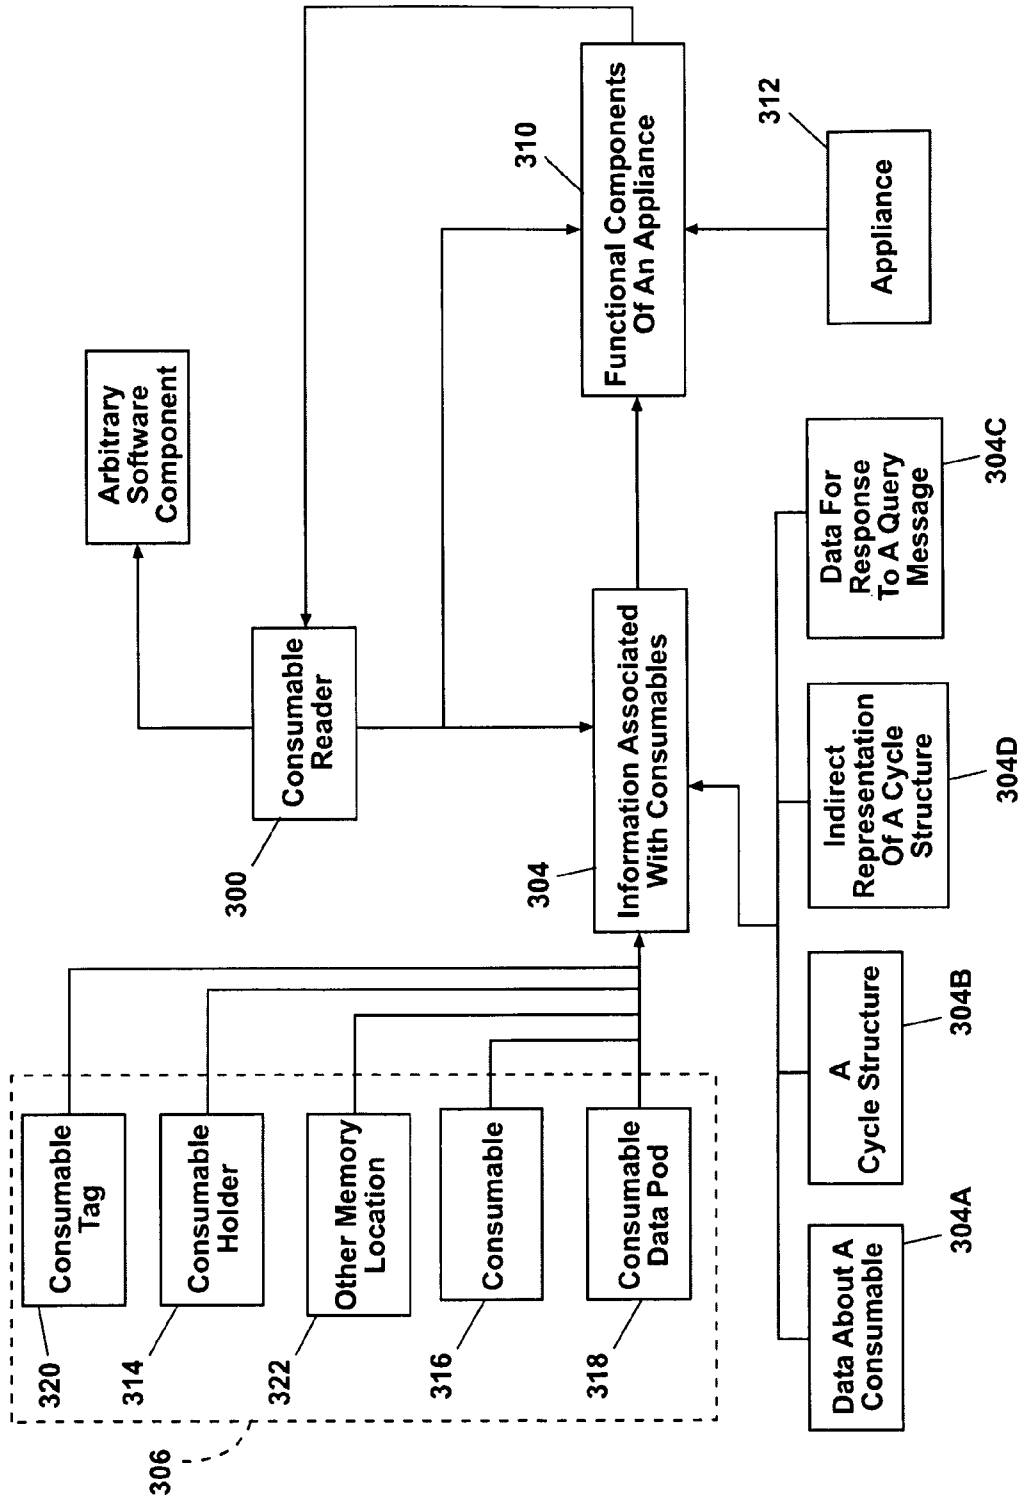 Arbitrary
Software
Component
Consumable
Reader
300
Consumable
Tag
320
Consumable
Holder
314
Other Memory
Location
322
Consumable
316
Consumable
Data Pod
318
306
Information Associated
With Consumables
304
Functional Components
Of An Appliance
310
Appliance
312
Data About A
Consumable
304A
A
Cycle Structure
304B
Indirect
Representation
Of A Cycle
Structure
304D
Data For
Response
To A Query
Message
304C